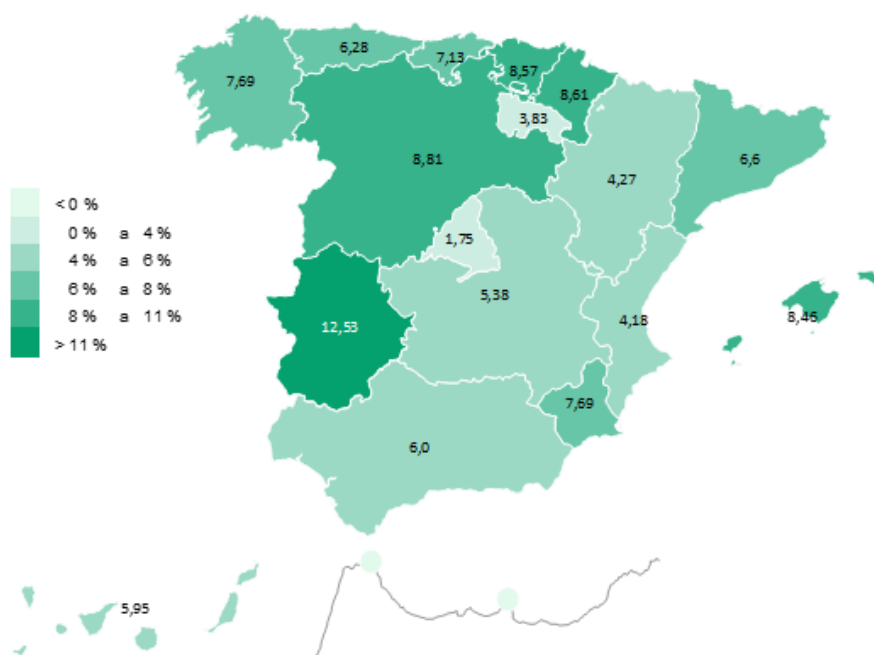 6,28
7,13
7,69
8,57
8,61
3,83
8,81
4,27
6,6
< 0 %
0 % a 4 %
4 % a 6 %
6 % a 8 %
8 % a 11 %
> 11 %
1,75
5,38
12,53
4,18
8,46
7,69
6,0
5,95